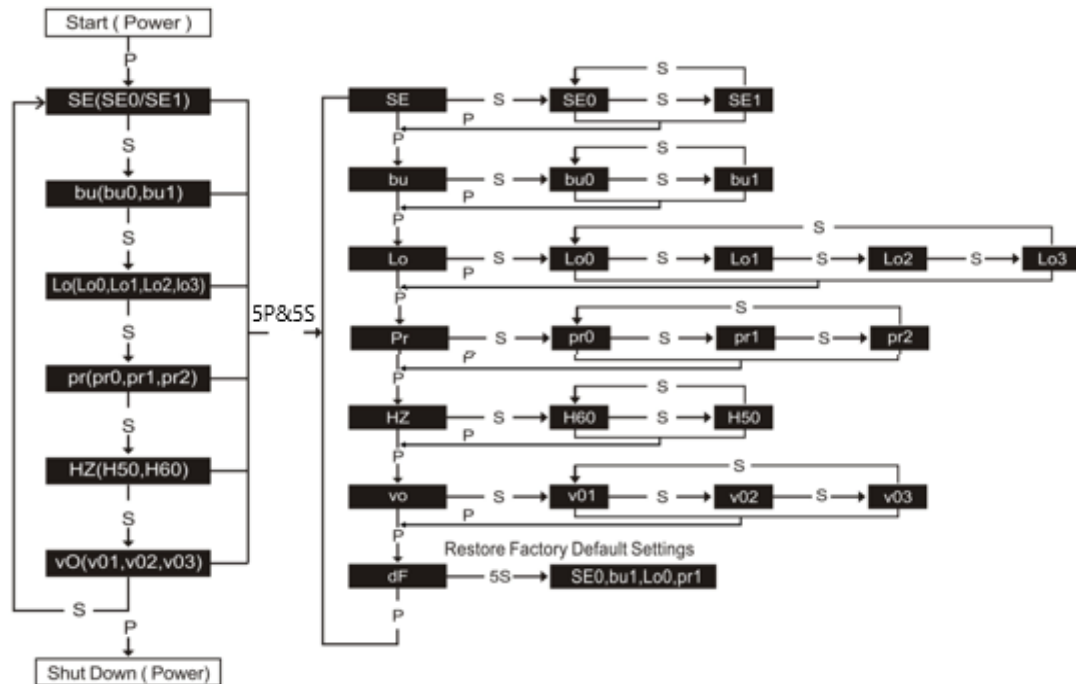 Start ( Power )
P
SE(SE0/SE1)
S
bu(bu0,bu1)
S
Lo(Lo0,Lo1,Lo2,lo3)
S
pr(pr0,pr1,pr2)
S
HZ(H50,H60)
S
vO(v01,v02,v03)
S
P
Shut Down ( Power)
5P&5S
S
SE S SE0 S SE1
P
P
S
bu S bu0 S bu1
P
P
S
Lo S Lo0 S Lo1 S Lo2 S Lo3
P
P
S
Pr S pr0 S pr1 S pr2
P
P
S
HZ S H60 S H50
P
P
S
vo S v01 S v02 S v03
P
P
Restore Factory Default Settings
dF 5S SE0,bu1,Lo0,pr1
P